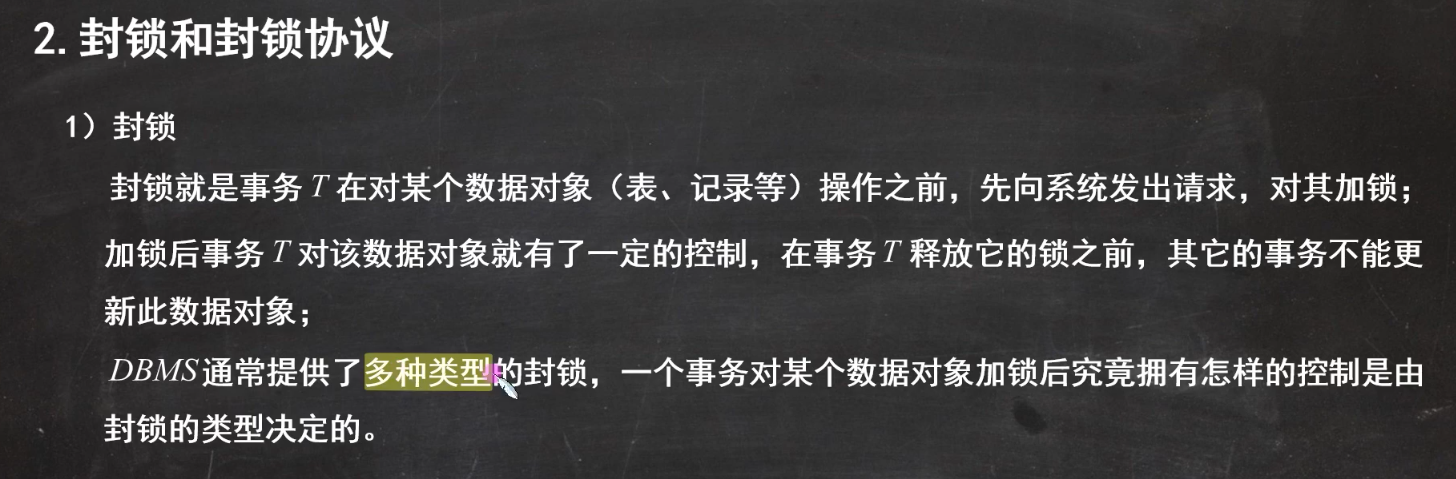 2. 封锁和封锁协议
1）封锁
封锁就是事务 T 在对某个数据对象（表、记录等）操作之前，先向系统发出请求，对其加锁；
加锁后事务 T 对该数据对象就有了一定的控制，在事务 T 释放它的锁之前，其它的事务不能更
新此数据对象；
DBMS通常提供了多种类型的封锁，一个事务对某个数据对象加锁后究竟拥有怎样的控制是由
封锁的类型决定的。